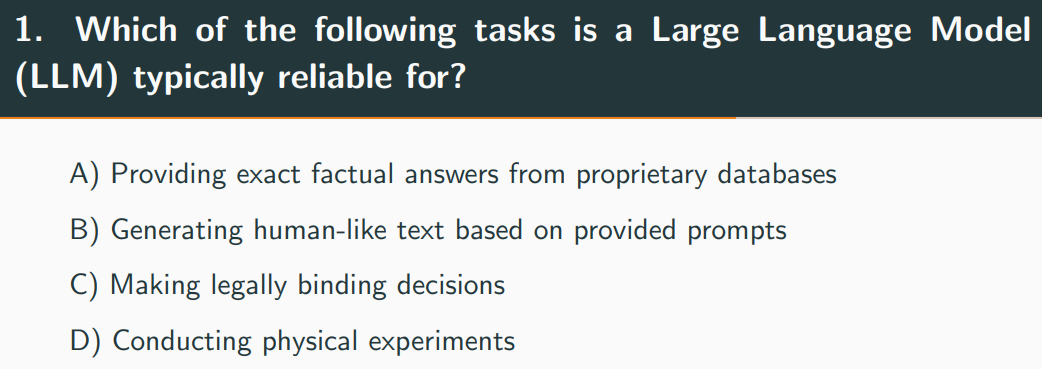 1. Which of the following tasks is a Large Language Model
(LLM) typically reliable for?
A) Providing exact factual answers from proprietary databases
B) Generating human-like text based on provided prompts
C) Making legally binding decisions
D) Conducting physical experiments